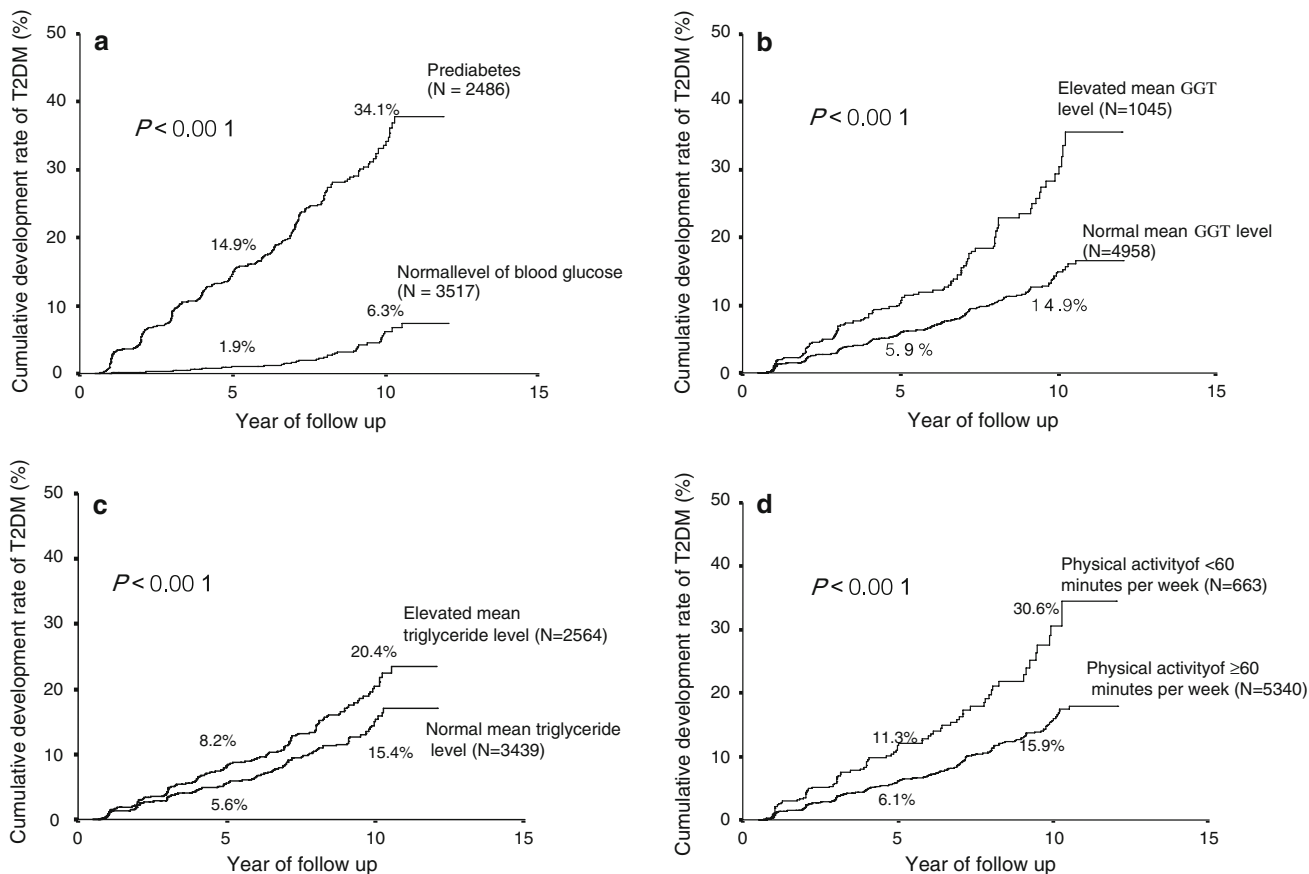 a
Cumulative development rate of T2DM (%)
50
40
30
20
10
0
P < 0.00 1
Prediabetes
(N = 2486)
34.1%
14.9%
Normallevel of blood glucose
(N = 3517)
6.3%
1.9%
0
5
10
15
Year of follow up
b
Cumulative development rate of T2DM (%)
50
40
30
20
10
0
P < 0.00 1
Elevated mean GGT
level (N=1045)
Normal mean GGT level
(N=4958)
14.9%
5.9%
0
5
10
15
Year of follow up
c
Cumulative development rate of T2DM (%)
50
40
30
20
10
0
P < 0.00 1
Elevated mean
triglyceride level (N=2564)
20.4%
8.2%
Normal mean triglyceride
level (N=3439)
15.4%
5.6%
0
5
10
15
Year of follow up
d
Cumulative development rate of T2DM (%)
50
40
30
20
10
0
P < 0.00 1
Physical activityof <60
minutes per week (N=663)
30.6%
Physical activityof ≥60
minutes per week (N=5340)
11.3%
15.9%
6.1%
0
5
10
15
Year of follow up